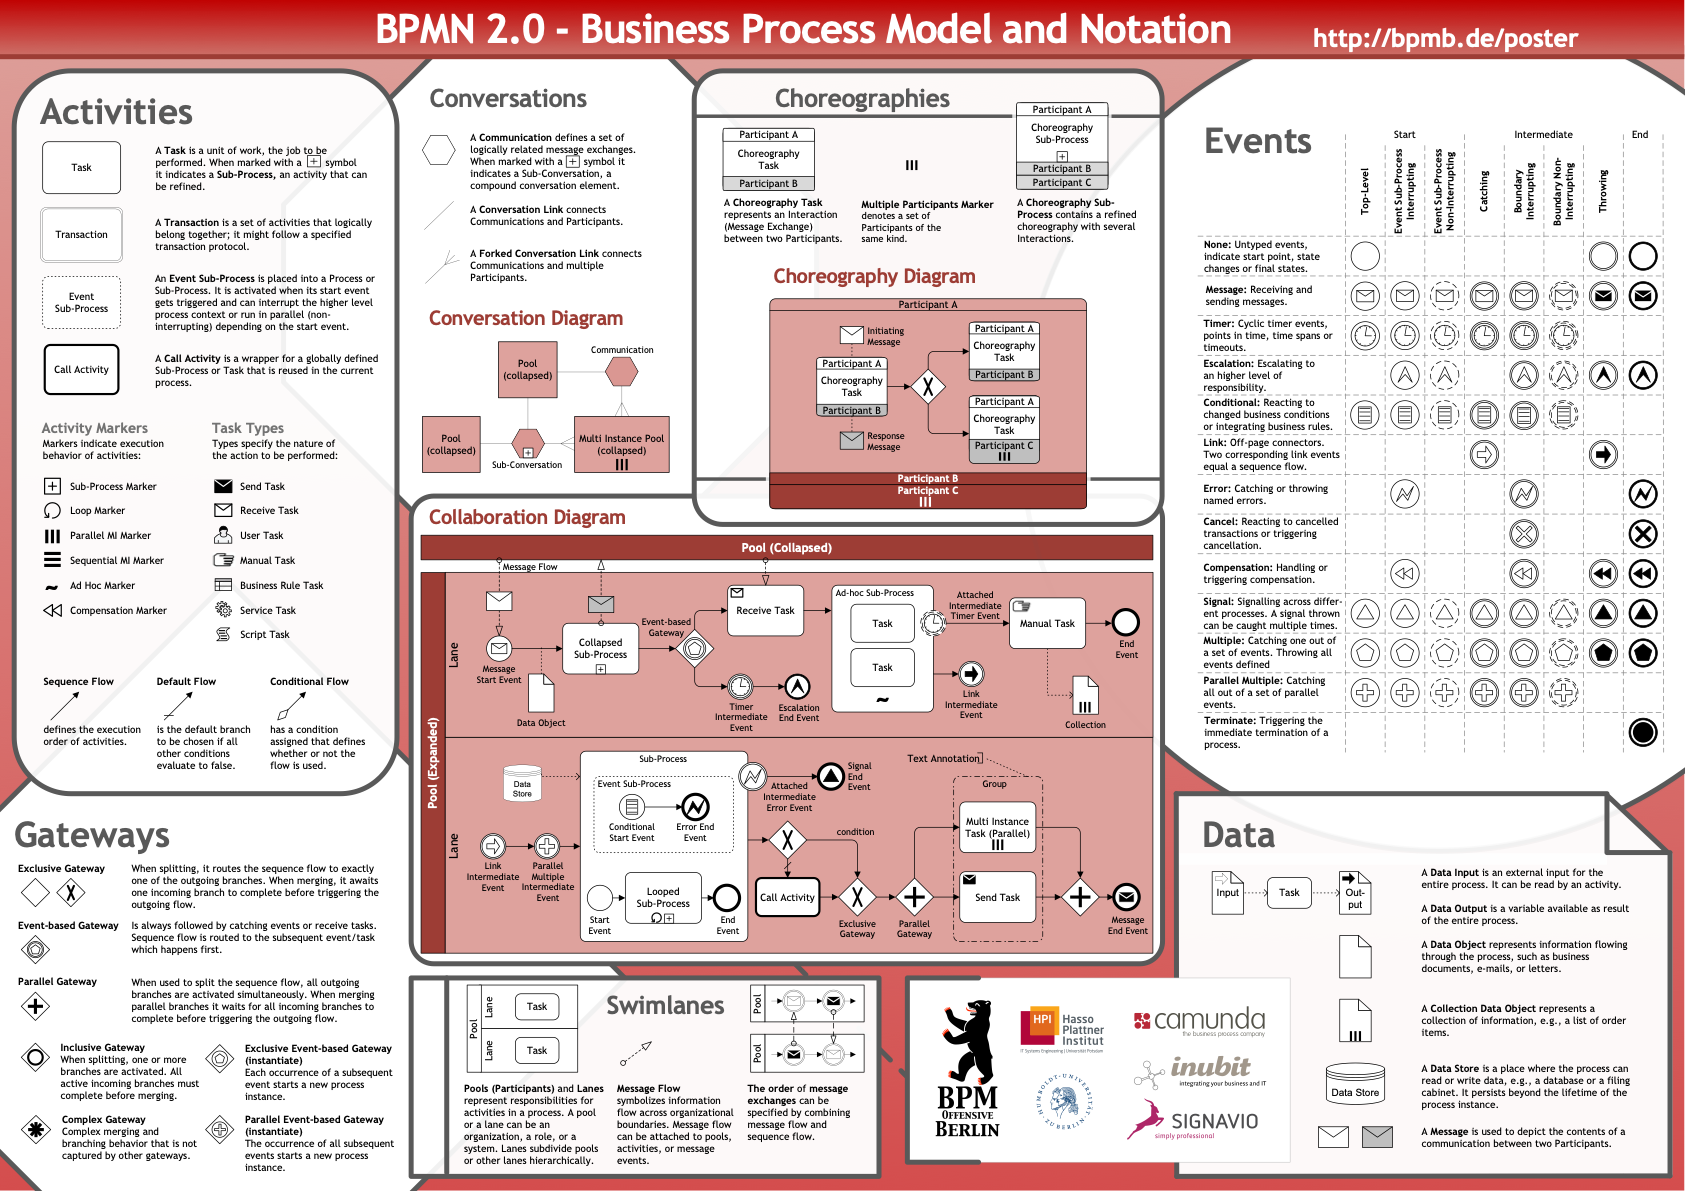 BPMN 2.0 - Business Process Model and Notation
http://bpmb.de/poster
Activities
Task
A Task is a unit of work, the job to be
performed. When marked with a + symbol
it indicates a Sub-Process, an activity that can
be refined.
Transaction
A Transaction is a set of activities that logically
belong together; it might follow a specified
transaction protocol.
Event
Sub-Process
An Event Sub-Process is placed into a Process or
Sub-Process. It is activated when its start event
gets triggered and can interrupt the higher level
process context or run in parallel (non-
interrupting) depending on the start event.
Call Activity
A Call Activity is a wrapper for a globally defined
Sub-Process or Task that is reused in the current
process.
Activity Markers
Markers indicate execution
behavior of activities:
Sub-Process Marker
Loop Marker
Parallel MI Marker
Sequential MI Marker
Ad Hoc Marker
Compensation Marker
Task Types
Types specify the nature of
the action to be performed:
Send Task
Receive Task
User Task
Manual Task
Business Rule Task
Service Task
Script Task
Sequence Flow
defines the execution
order of activities.
Default Flow
is the default branch
to be chosen if all
other conditions
evaluate to false.
Conditional Flow
has a condition
assigned that defines
whether or not the
flow is used.
Conversations
A Communication defines a set of
logically related message exchanges.
When marked with a + symbol it
indicates a Sub-Conversation, a
compound conversation element.
A Conversation Link connects
Communications and Participants.
A Forked Conversation Link connects
Communications and multiple
Participants.
Conversation Diagram
Pool
(collapsed)
Communication
Pool
(collapsed)
Sub-Conversation
Multi Instance Pool
(collapsed)
Choreographies
Participant A
Choreography
Task
Participant B
A Choreography Task
represents an Interaction
(Message Exchange)
between two Participants.
Multiple Participants Marker
denotes a set of
Participants of the
same kind.
Participant A
Choreography
Sub-Process
Participant B
Participant C
A Choreography Sub-
Process contains a refined
choreography with several
Interactions.
Choreography Diagram
Participant A
Initiating
Message
Participant A
Choreography
Task
Participant B
Response
Message
Participant A
Choreography
Task
Participant B
Participant A
Choreography
Task
Participant C
Participant B
Participant C
Events
Start
Intermediate
End
Top-Level
Event Sub-Process
Interrupting
Event Sub-Process
Non-Interrupting
Catching
Boundary
Interrupting
Boundary Non-
Interrupting
Throwing
None: Untyped events,
indicate start point, state
changes or final states.
Message: Receiving and
sending messages.
Timer: Cyclic timer events,
points in time, time spans or
timeouts.
Escalation: Escalating to
an higher level of
responsibility.
Conditional: Reacting to
changed business conditions
or integrating business rules.
Link: Off-page connectors.
Two corresponding link events
equal a sequence flow.
Error: Catching or throwing
named errors.
Cancel: Reacting to cancelled
transactions or triggering
cancellation.
Compensation: Handling or
triggering compensation.
Signal: Signalling across differ-
ent processes. A signal thrown
can be caught multiple times.
Multiple: Catching one out of
a set of events. Throwing all
events defined
Parallel Multiple: Catching
all out of a set of parallel
events.
Terminate: Triggering the
immediate termination of a
process.
Collaboration Diagram
Pool (Collapsed)
Message Flow
Pool (Expanded)
Lane
Message
Start Event
Data Object
Collapsed
Sub-Process
Event-based
Gateway
Receive Task
Timer
Intermediate
Event
Escalation
End Event
Ad-hoc Sub-Process
Task
Task
Attached
Intermediate
Timer Event
Manual Task
End
Event
Link
Intermediate
Event
Collection
Lane
Data
Store
Link
Intermediate
Event
Parallel
Multiple
Intermediate
Event
Sub-Process
Event Sub-Process
Conditional
Start Event
Error End
Event
Start
Event
Looped
Sub-Process
End
Event
Attached
Intermediate
Error Event
Signal
End
Event
condition
Call Activity
Exclusive
Gateway
Parallel
Gateway
Text Annotation
Group
Multi Instance
Task (Parallel)
Send Task
Message
End Event
Gateways
Exclusive Gateway
When splitting, it routes the sequence flow to exactly
one of the outgoing branches. When merging, it awaits
one incoming branch to complete before triggering the
outgoing flow.
Event-based Gateway
Is always followed by catching events or receive tasks.
Sequence flow is routed to the subsequent event/task
which happens first.
Parallel Gateway
When used to split the sequence flow, all outgoing
branches are activated simultaneously. When merging
parallel branches it waits for all incoming branches to
complete before triggering the outgoing flow.
Inclusive Gateway
When splitting, one or more
branches are activated. All
active incoming branches must
complete before merging.
Exclusive Event-based Gateway
(instantiate)
Each occurrence of a subsequent
event starts a new process
instance.
Complex Gateway
Complex merging and
branching behavior that is not
captured by other gateways.
Parallel Event-based Gateway
(instantiate)
The occurrence of all subsequent
events starts a new process
instance.
Swimlanes
Pool
Lane
Task
Lane
Task
Pools (Participants) and Lanes
represent responsibilities for
activities in a process. A pool
or a lane can be an
organization, a role, or a
system. Lanes subdivide pools
or other lanes hierarchically.
Message Flow
symbolizes information
flow across organizational
boundaries. Message flow
can be attached to pools,
activities, or message
events.
Pool
Pool
The order of message
exchanges can be
specified by combining
message flow and
sequence flow.
BPM
OFFENSIVE
BERLIN
HPI
Hasso
Plattner
Institut
IT Systems Engineering | Universität Potsdam
HUMBOLDT-UNIVERSITÄT
ZU BERLIN
camunda
the business process company
inubit
integrating your business and IT
SIGNAVIO
simply professional
Data
Input
Task
Out-
put
A Data Input is an external input for the
entire process. It can be read by an activity.
A Data Output is a variable available as result
of the entire process.
A Data Object represents information flowing
through the process, such as business
documents, e-mails, or letters.
A Collection Data Object represents a
collection of information, e.g., a list of order
items.
Data Store
A Data Store is a place where the process can
read or write data, e.g., a database or a filing
cabinet. It persists beyond the lifetime of the
process instance.
A Message is used to depict the contents of a
communication between two Participants.